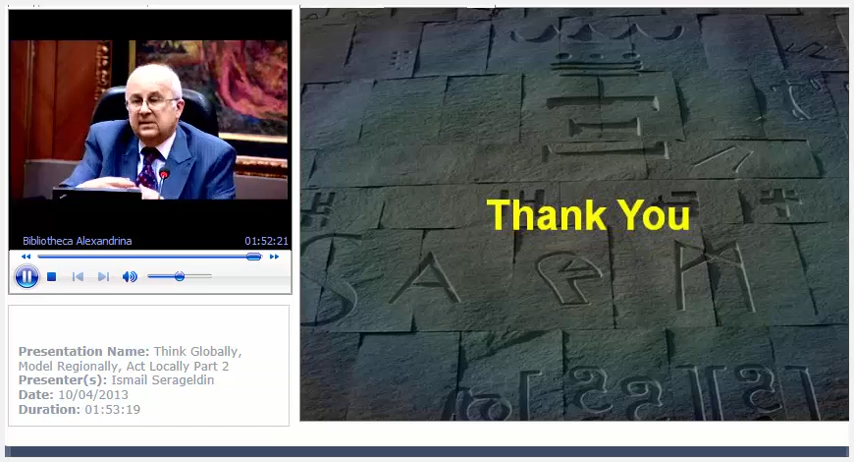 Bibliotheca Alexandrina 01:52:21
Presentation Name: Think Globally,
Model Regionally, Act Locally Part 2
Presenter(s): Ismail Serageldin
Date: 10/04/2013
Duration: 01:53:19
Thank You